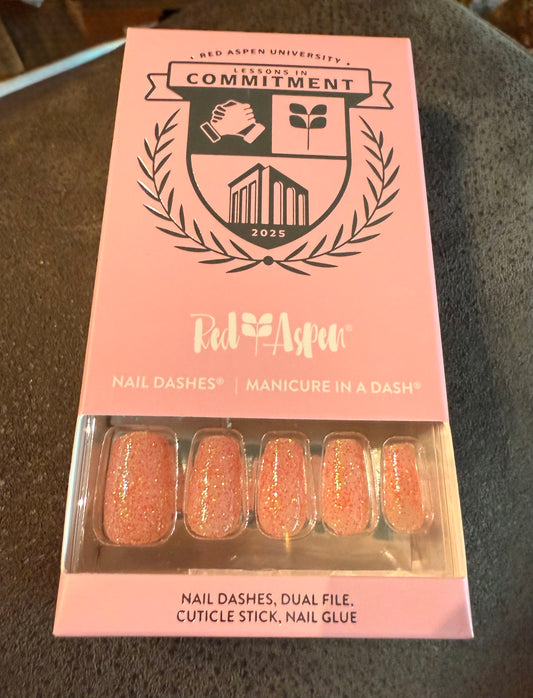 RED ASPEN UNIVERSITY
LESSONS IN
COMMITMENT
2025
Red Aspen®
NAIL DASHES® | MANICURE IN A DASH®
NAIL DASHES, DUAL FILE,
CUTICLE STICK, NAIL GLUE